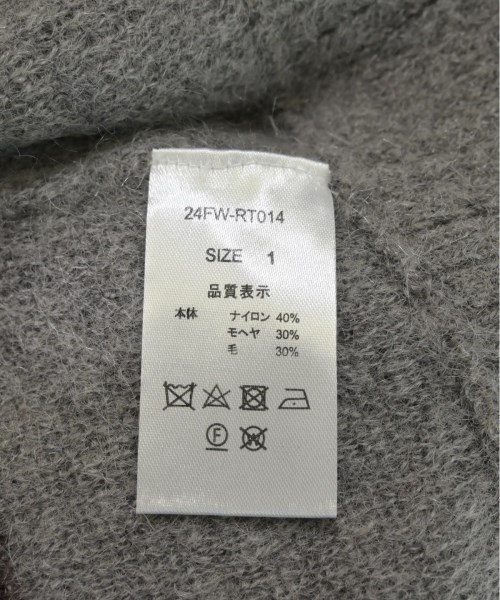 24FW-RT014
SIZE 1
品質表示
本体 ナイロン 40%
モヘヤ 30%
毛 30%
F W